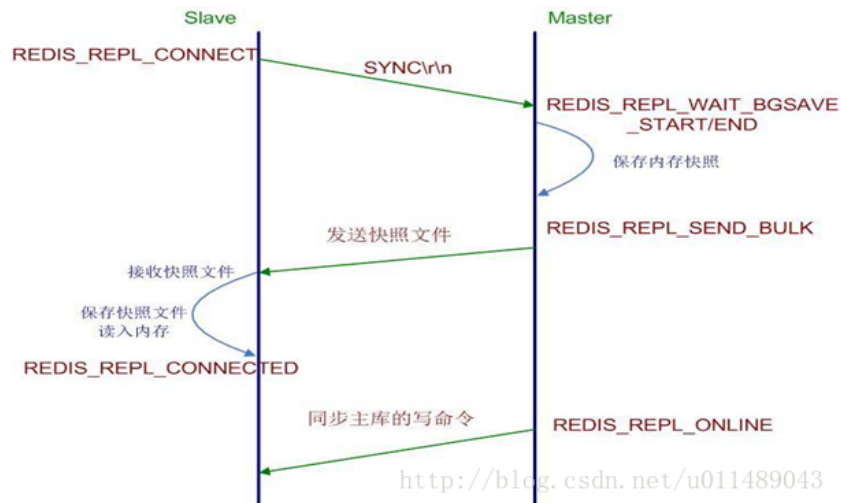 Slave
Master
REDIS_REPL_CONNECT
SYNC\r\n
REDIS_REPL_WAIT_BGSAVE
_START/END
保存内存快照
发送快照文件
REDIS_REPL_SEND_BULK
接收快照文件
保存快照文件
读入内存
REDIS_REPL_CONNECTED
同步主库的写命令
REDIS_REPL_ONLINE
http://blog.csdn.net/u011489043